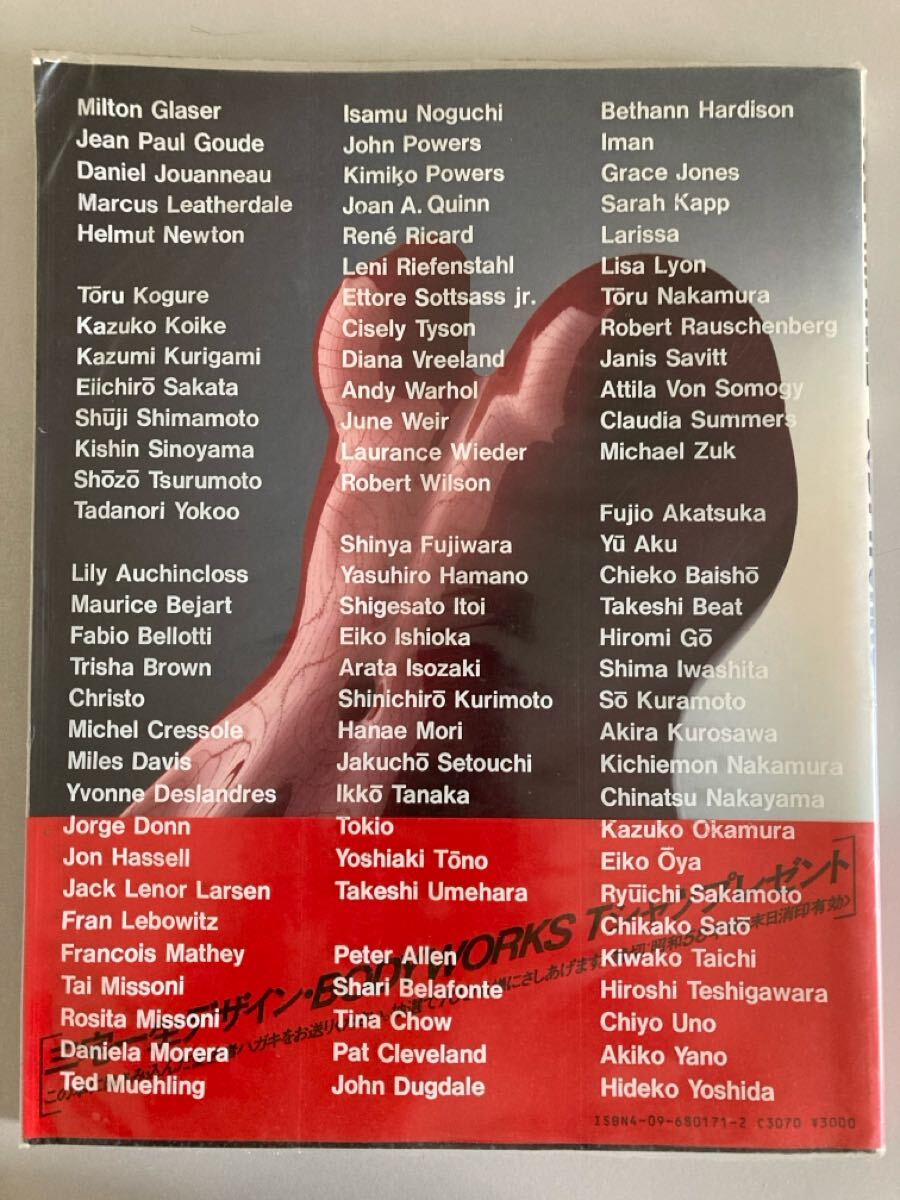 Milton Glaser
Jean Paul Goude
Daniel Jouanneau
Marcus Leatherdale
Helmut Newton
Tōru Kogure
Kazuko Koike
Kazumi Kurigami
Eiichirō Sakata
Shūji Shimamoto
Kishin Sinoyama
Shōzō Tsurumoto
Tadanori Yokoo
Lily Auchincloss
Maurice Bejart
Fabio Bellotti
Trisha Brown
Christo
Michel Cressole
Miles Davis
Yvonne Deslandres
Jorge Donn
Jon Hassell
Jack Lenor Larsen
Fran Lebowitz
Francois Mathey
Tai Missoni
Rosita Missoni
Daniela Morera
Ted Muehling
Isamu Noguchi
John Powers
Kimiko Powers
Joan A. Quinn
René Ricard
Leni Riefenstahl
Ettore Sottsass jr.
Cisely Tyson
Diana Vreeland
Andy Warhol
June Weir
Laurance Wieder
Robert Wilson
Shinya Fujiwara
Yasuhiro Hamano
Shigesato Itoi
Eiko Ishioka
Arata Isozaki
Shinichirō Kurimoto
Hanae Mori
Jakuchō Setouchi
Ikkō Tanaka
Tokio
Yoshiaki Tōno
Takeshi Umehara
Peter Allen
Shari Belafonte
Tina Chow
Pat Cleveland
John Dugdale
Bethann Hardison
Iman
Grace Jones
Sarah Kapp
Larissa
Lisa Lyon
Tōru Nakamura
Robert Rauschenberg
Janis Savitt
Attila Von Somogy
Claudia Summers
Michael Zuk
Fujio Akatsuka
Yū Aku
Chieko Baishō
Takeshi Beat
Hiromi Gō
Shima Iwashita
Sō Kuramoto
Akira Kurosawa
Kichiemon Nakamura
Chinatsu Nakayama
Kazuko Okamura
Eiko Ōya
Ryūichi Sakamoto
Chikako Satō
Kiwako Taichi
Hiroshi Teshigawara
Chiyo Uno
Akiko Yano
Hideko Yoshida
三宅一生デザイン・BODYWORKS Tシャツプレゼント
ISBN4-09-680171-2 C3070 ¥3000